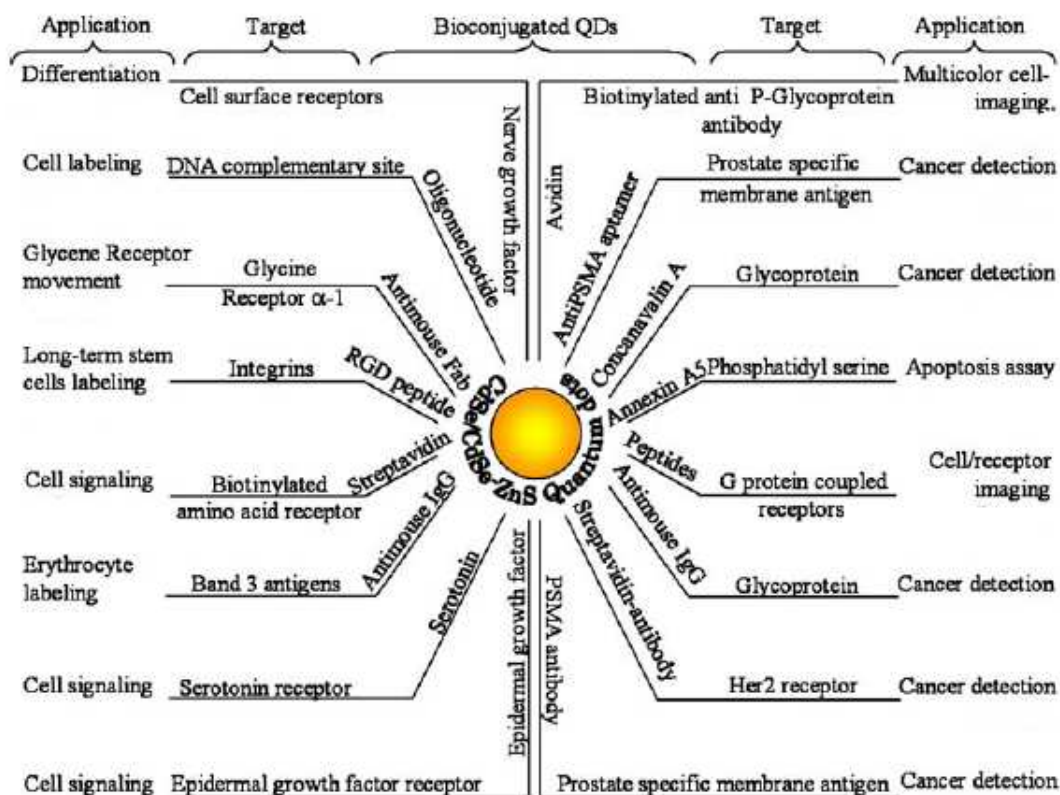 Application Target Bioconjugated QDs Target Application
Differentiation
Cell surface receptors
Nerve growth factor
Cell labeling
DNA complementary site
Oligonucleotide
Glycene Receptor
movement
Glycine
Receptor α-1
Antimouse Fab
Long-term stem
cells labeling
Integrins
RGD peptide
Cell signaling
Biotinylated
amino acid receptor
Streptavidin
Erythrocyte
labeling
Band 3 antigens
Antimouse IgG
Cell signaling
Serotonin receptor
Serotonin
Cell signaling
Epidermal growth factor receptor
Epidermal growth factor
CdSe/CdSe-ZnS Quantum dots
Avidin
Biotinylated anti P-Glycoprotein
antibody
Multicolor cell-
imaging..
AntiPSMA aptamer
Prostate specific
membrane antigen
Cancer detection
Concanavalin A
Glycoprotein
Cancer detection
Annexin A5
Phosphatidyl serine
Apoptosis assay
Peptides
G protein coupled
receptors
Cell/receptor
imaging
Antimouse IgG
Glycoprotein
Cancer detection
Streptavidin-antibody
Her2 receptor
Cancer detection
PSMA antibody
Prostate specific membrane antigen
Cancer detection